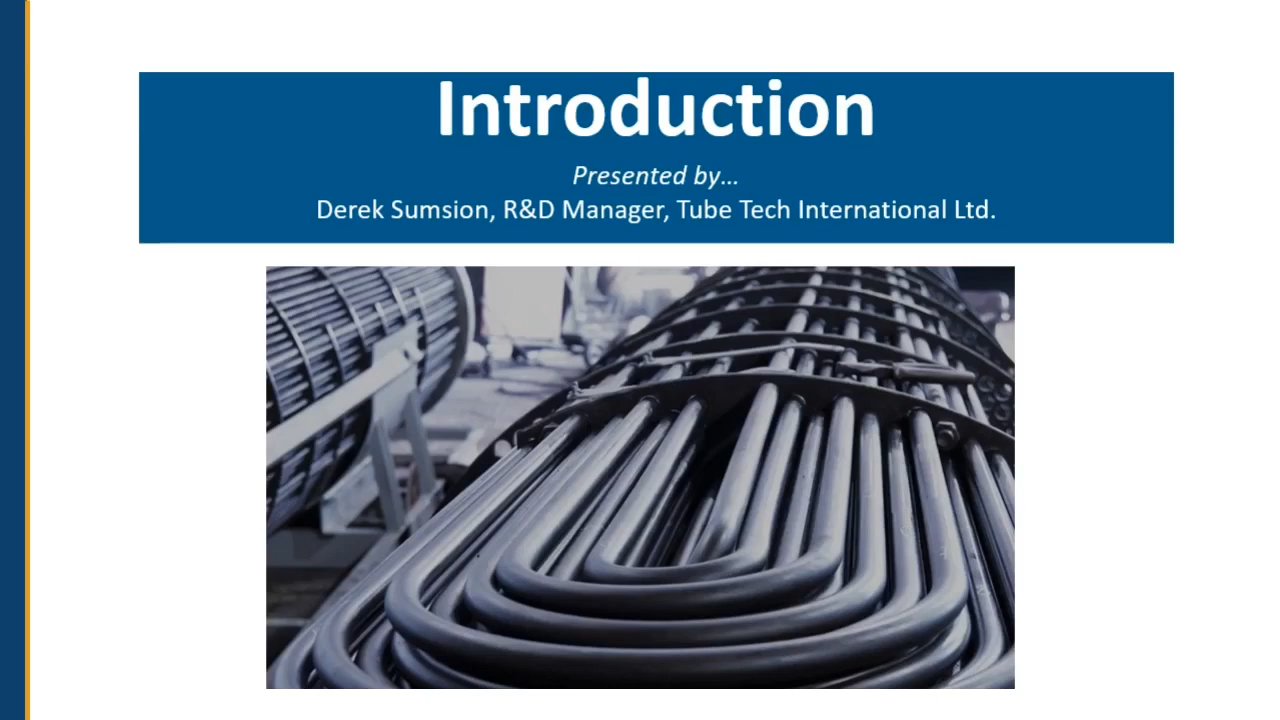 Introduction
Presented by...
Derek Sumsion, R&D Manager, Tube Tech International Ltd.